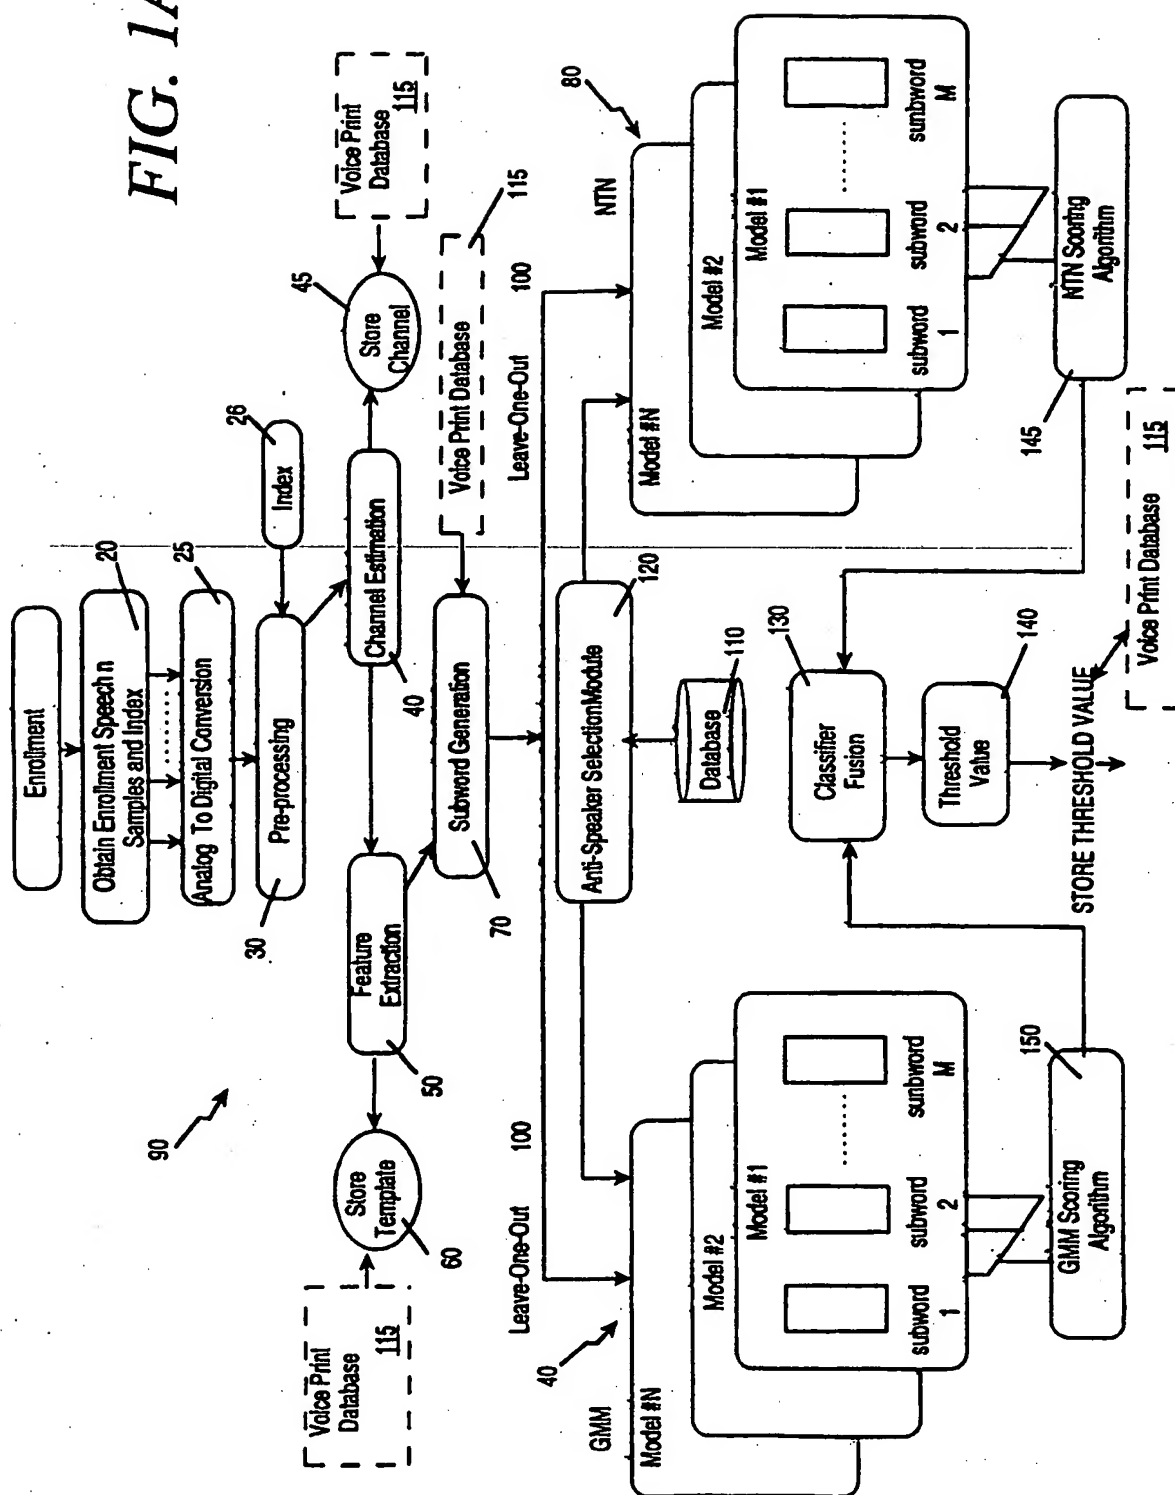 FIG. 1A
Enrollment
Obtain Enrollment Speech n
Samples and Index
20
Analog To Digital Conversion
25
Index
26
Pre-processing
30
Channel Estimation
40
Store
Channel
45
Voice Print
Database
115
Feature
Extraction
50
Store
Template
60
Voice Print
Database
115
90
Subword Generation
70
Voice Print Database
115
Leave-One-Out
100
Leave-One-Out
100
Anti-Speaker SelectionModule
120
Database
110
GMM
40
Model #N
Model #2
Model #1
subword
1
subword
2
sunbword
M
NTN
80
Model #N
Model #2
Model #1
subword
1
subword
2
sunbword
M
GMM Scoring
Algorithm
150
NTN Scoring
Algorithm
145
Classifier
Fusion
130
Threshold
Value
140
STORE THRESHOLD VALUE
Voice Print Database
115